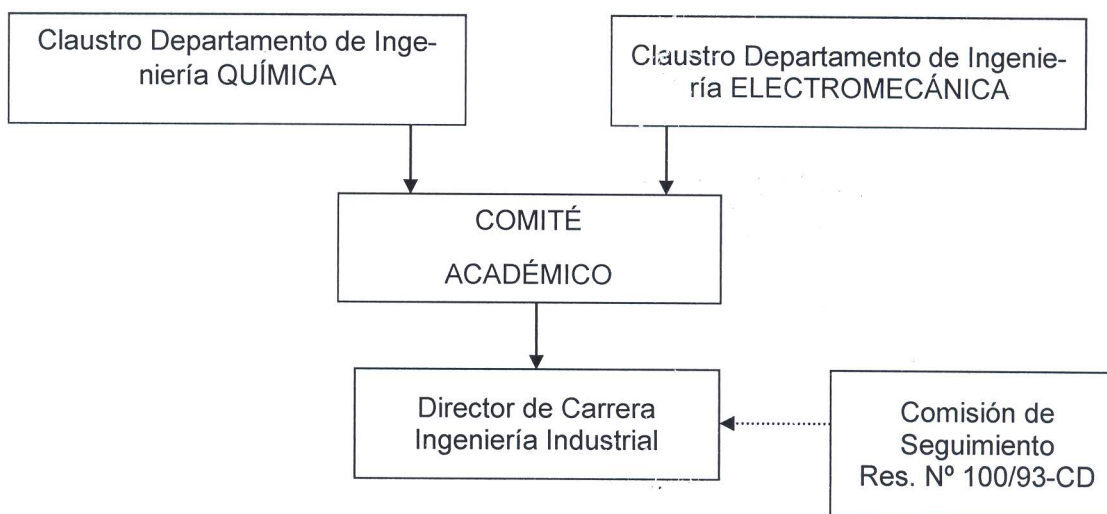 Claustro Departamento de Inge-
niería QUÍMICA
Claustro Departamento de Ingenie-
ría ELECTROMECÁNICA
COMITÉ
ACADÉMICO
Director de Carrera
Ingeniería Industrial
Comisión de
Seguimiento
Res. Nº 100/93-CD